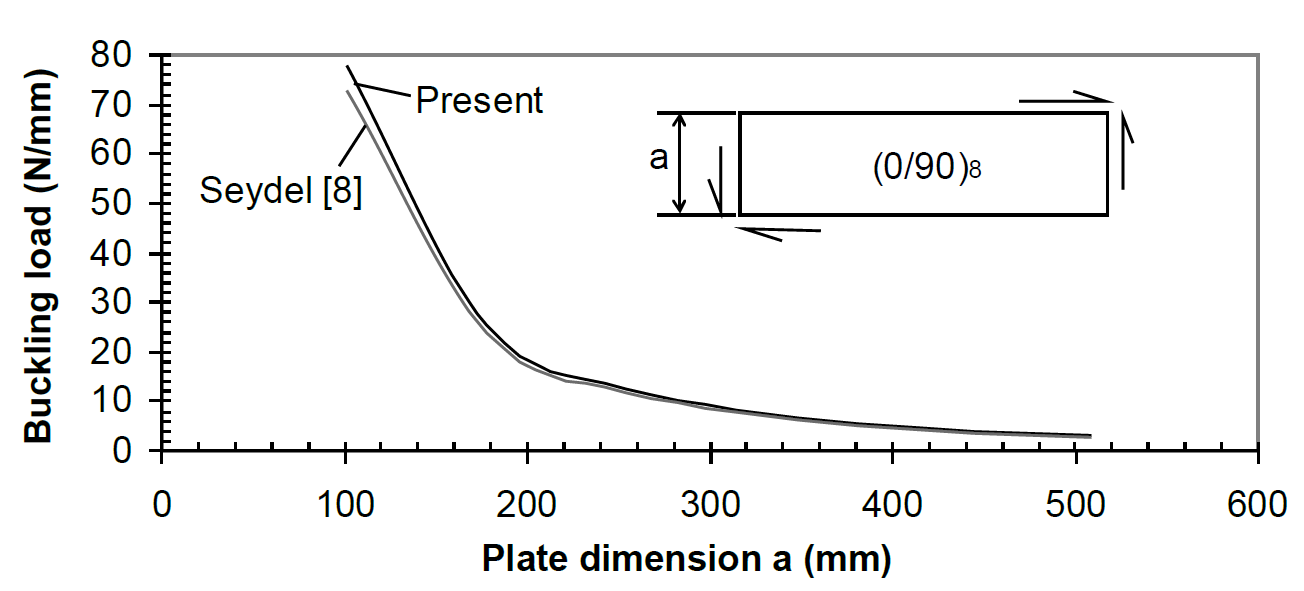 80
70
60
50
40
30
20
10
0
Buckling load (N/mm)
Present
Seydel [8]
a
(0/90)8
0 100 200 300 400 500 600
Plate dimension a (mm)